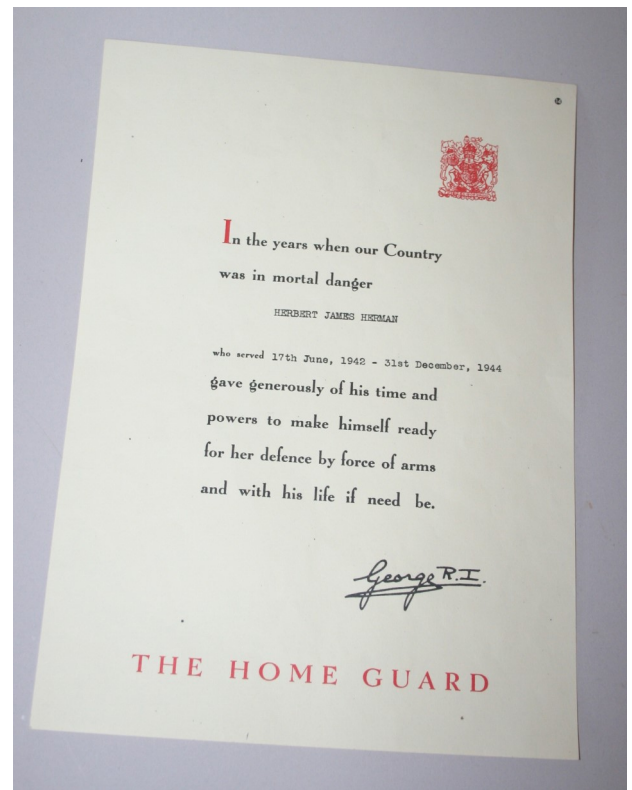 In the years when our Country
was in mortal danger
HERBERT JAMES HERMAN
who served 17th June, 1942 - 31st December, 1944
gave generously of his time and
powers to make himself ready
for her defence by force of arms
and with his life if need be.
George R.I.
THE HOME GUARD